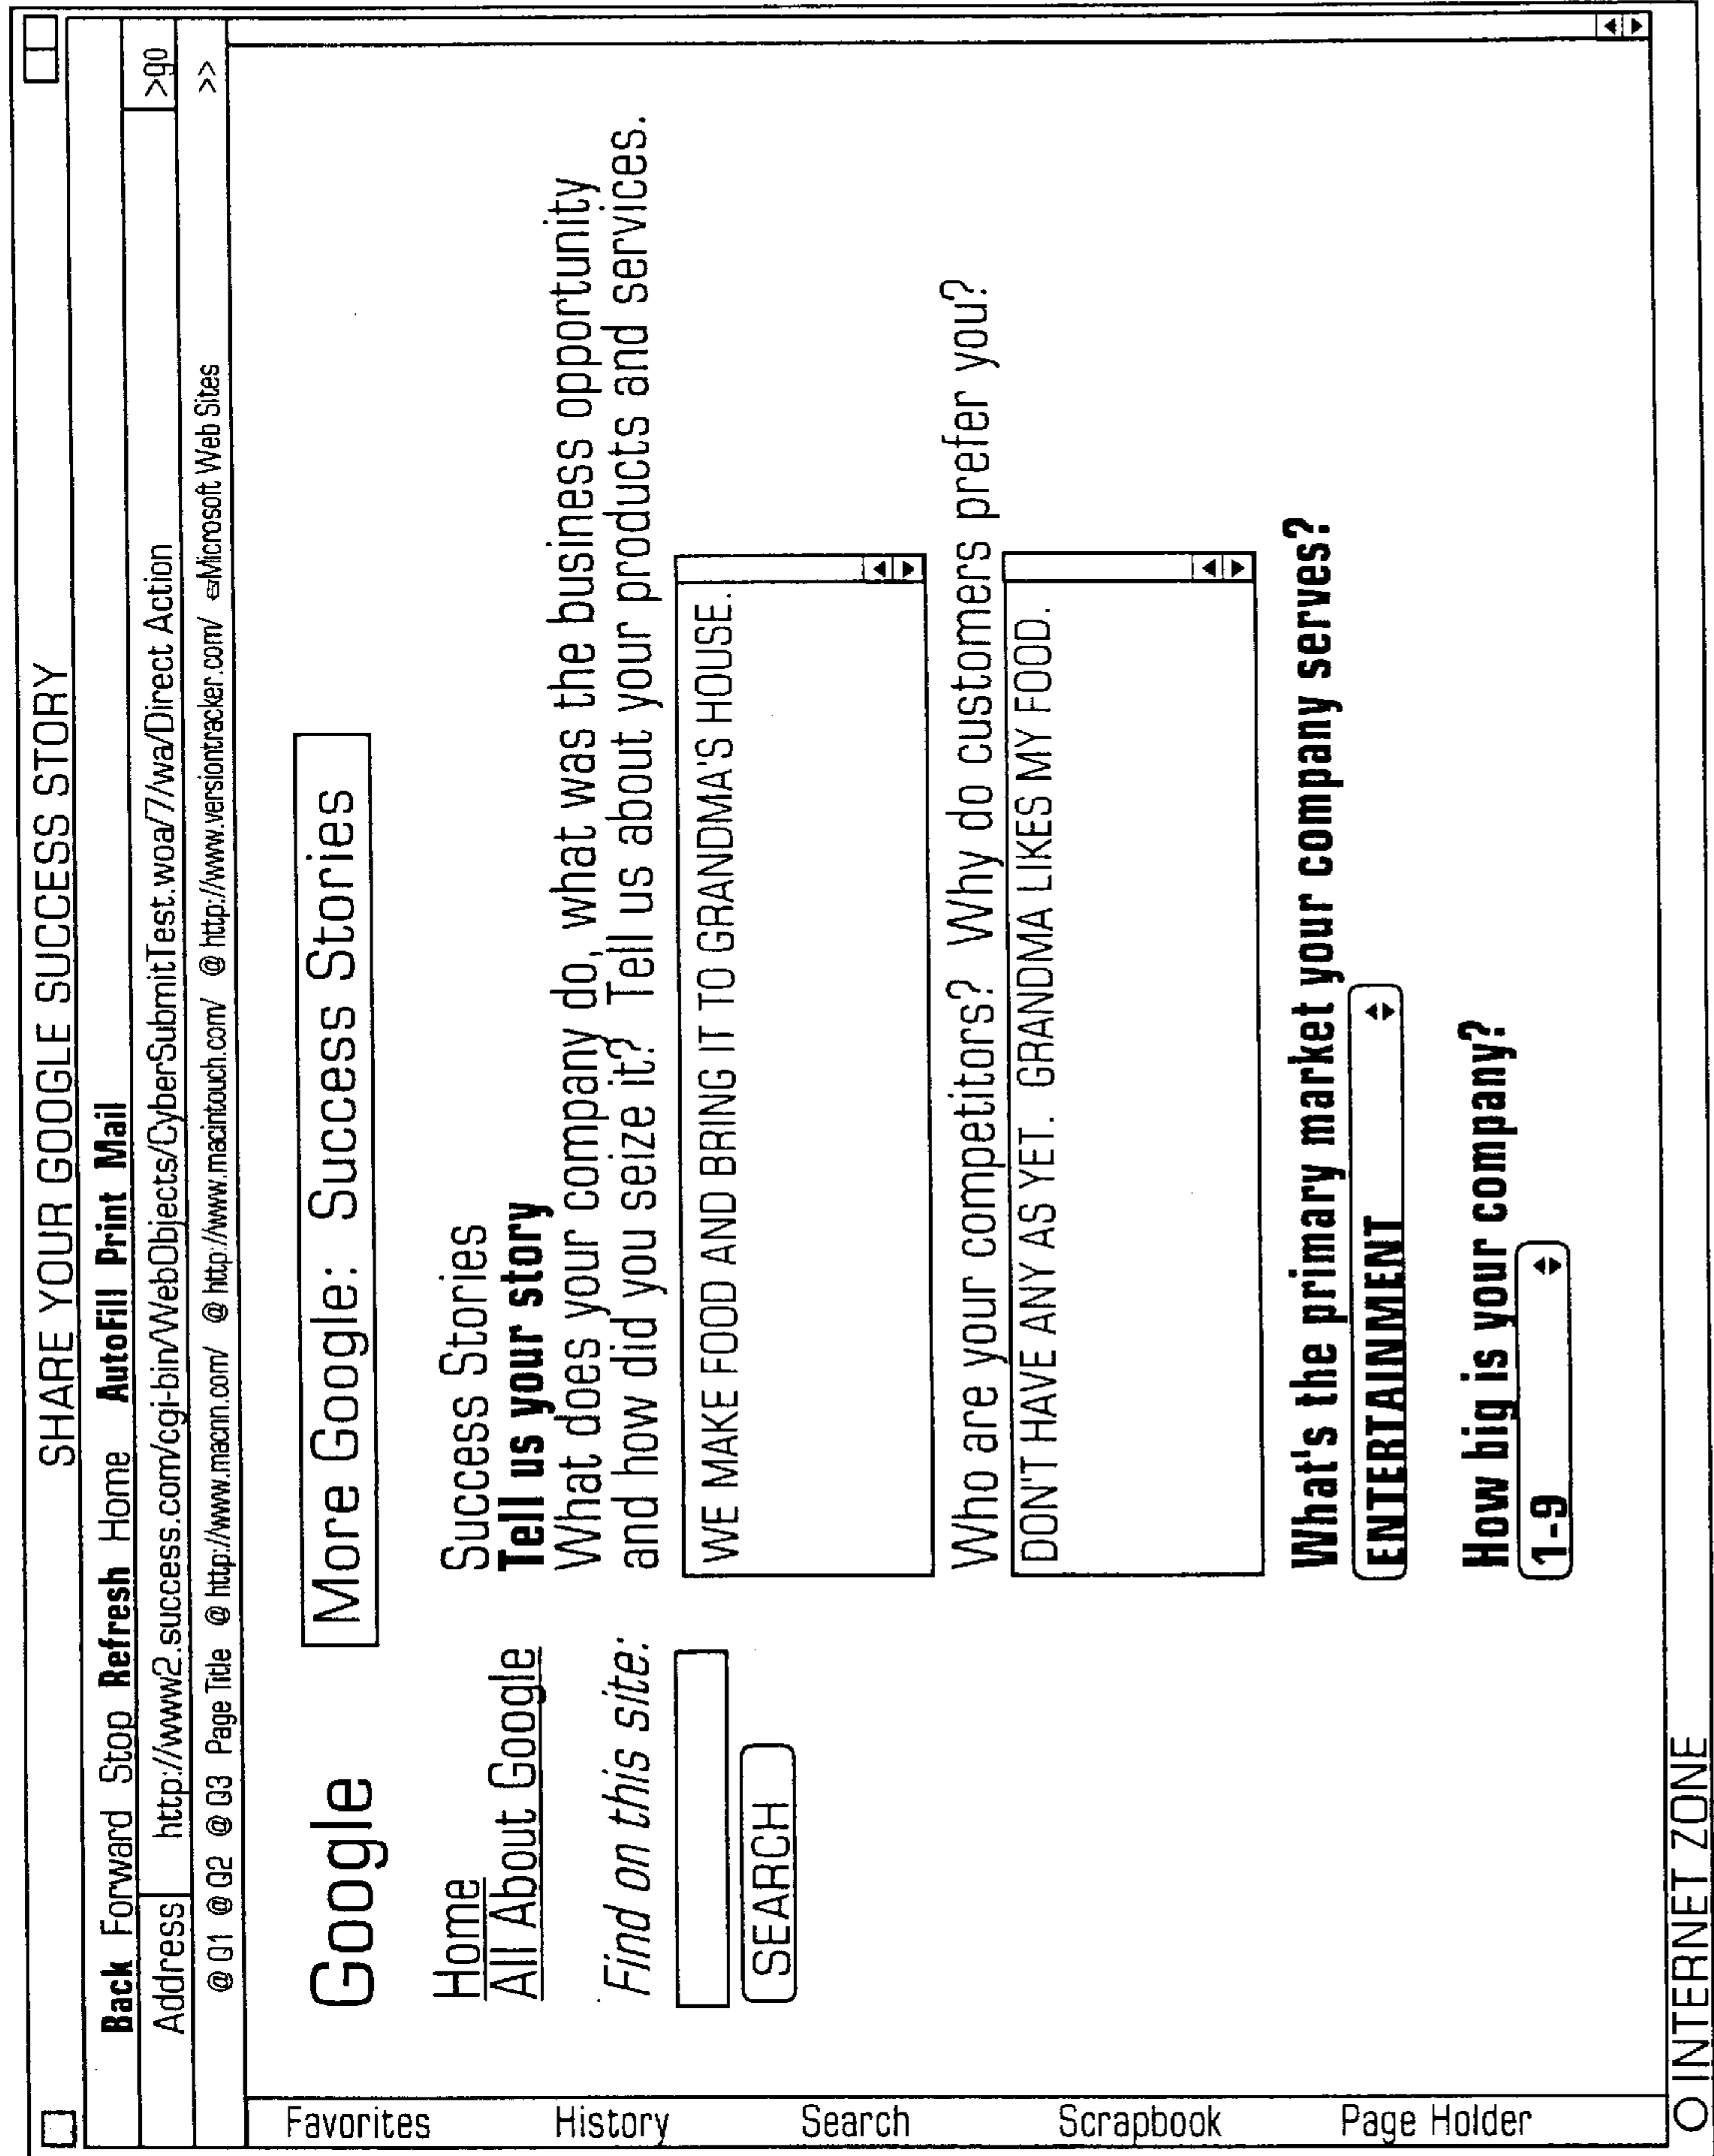 SHARE YOUR GOOGLE SUCCESS STORY
Back Forward Stop Refresh Home AutoFill Print Mail
Address http://www2.success.com/cgi-bin/WebObjects/CyberSubmitTest.woa/7/wa/Direct Action >go
@ Q1 @ Q2 @ Q3 Page Title @ http://www.macnn.com/ @ http://www.macintouch.com/ @ http://www.versiontracker.com/ Microsoft Web Sites >>
Favorites
History
Search
Scrapbook
Page Holder
Google
More Google: Success Stories
Home
All About Google
Find on this site:
SEARCH
Success Stories
Tell us your story
What does your company do, what was the business opportunity
and how did you seize it? Tell us about your products and services.
WE MAKE FOOD AND BRING IT TO GRANDMA'S HOUSE.
Who are your competitors? Why do customers prefer you?
DON'T HAVE ANY AS YET. GRANDMA LIKES MY FOOD.
What's the primary market your company serves?
ENTERTAINMENT
How big is your company?
1-9
INTERNET ZONE